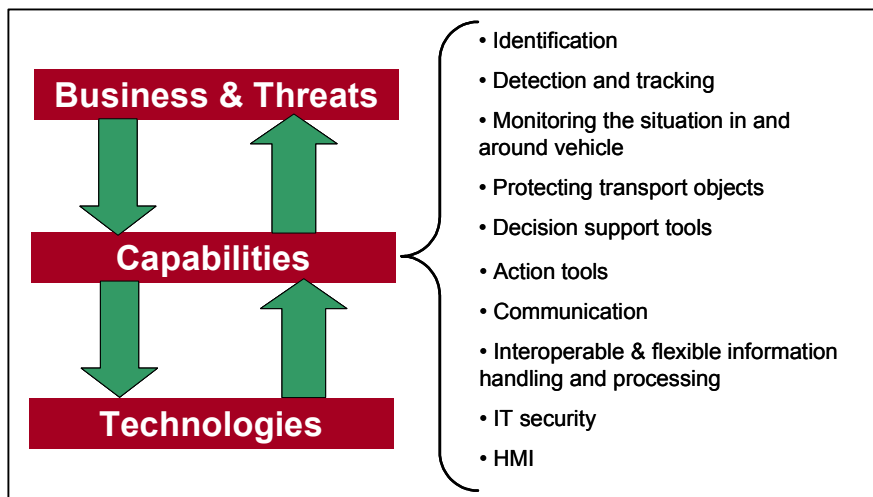 Business & Threats
Capabilities
Technologies
• Identification
• Detection and tracking
• Monitoring the situation in and
around vehicle
• Protecting transport objects
• Decision support tools
• Action tools
• Communication
• Interoperable & flexible information
handling and processing
• IT security
• HMI